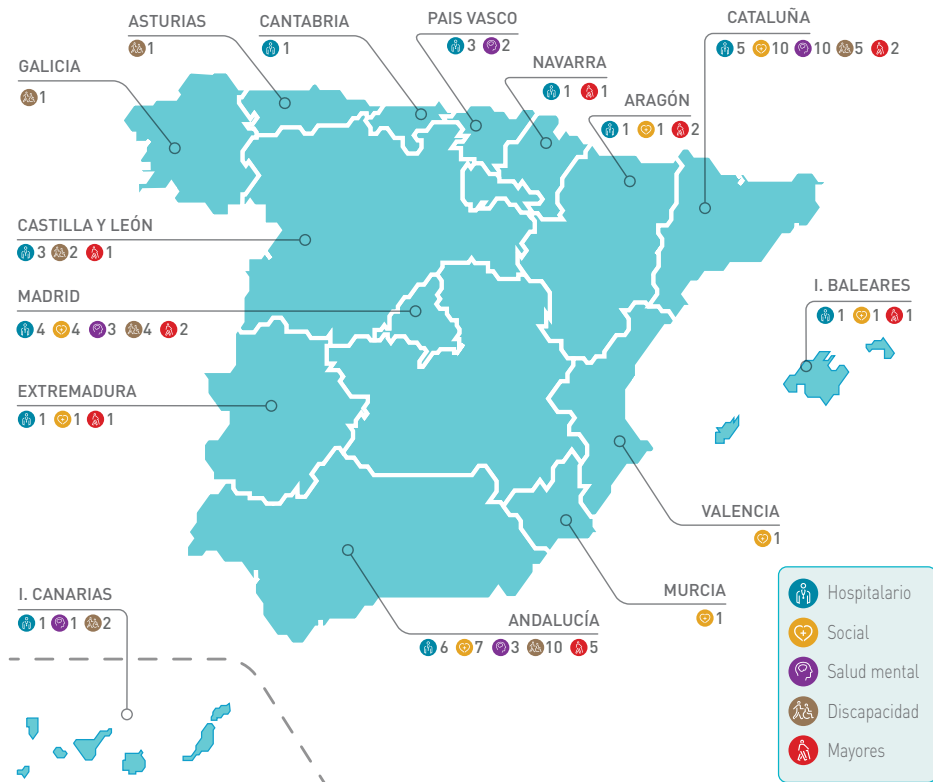 ASTURIAS
1
CANTABRIA
1
PAIS VASCO
3 2
CATALUÑA
5 10 10 5 2
GALICIA
1
NAVARRA
1 1
ARAGÓN
1 1 2
CASTILLA Y LEÓN
3 2 1
MADRID
4 4 3 4 2
I. BALEARES
1 1 1
EXTREMADURA
1 1 1
VALENCIA
1
MURCIA
1
I. CANARIAS
1 1 2
ANDALUCÍA
6 7 3 10 5
Hospitalario
Social
Salud mental
Discapacidad
Mayores